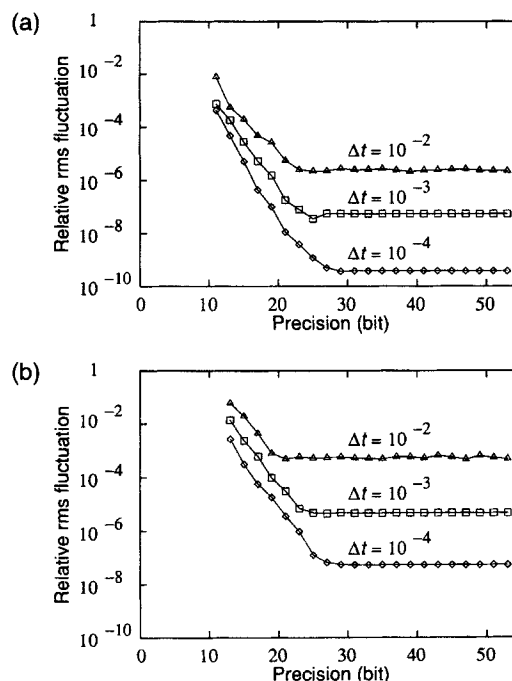 (a)
Relative rms fluctuation
1
10 -2
10 -4
10 -6
10 -8
10 -10
Δt = 10 -2
Δt = 10 -3
Δt = 10 -4
0 10 20 30 40 50
Precision (bit)
(b)
Relative rms fluctuation
1
10 -2
10 -4
10 -6
10 -8
10 -10
Δt = 10 -2
Δt = 10 -3
Δt = 10 -4
0 10 20 30 40 50
Precision (bit)